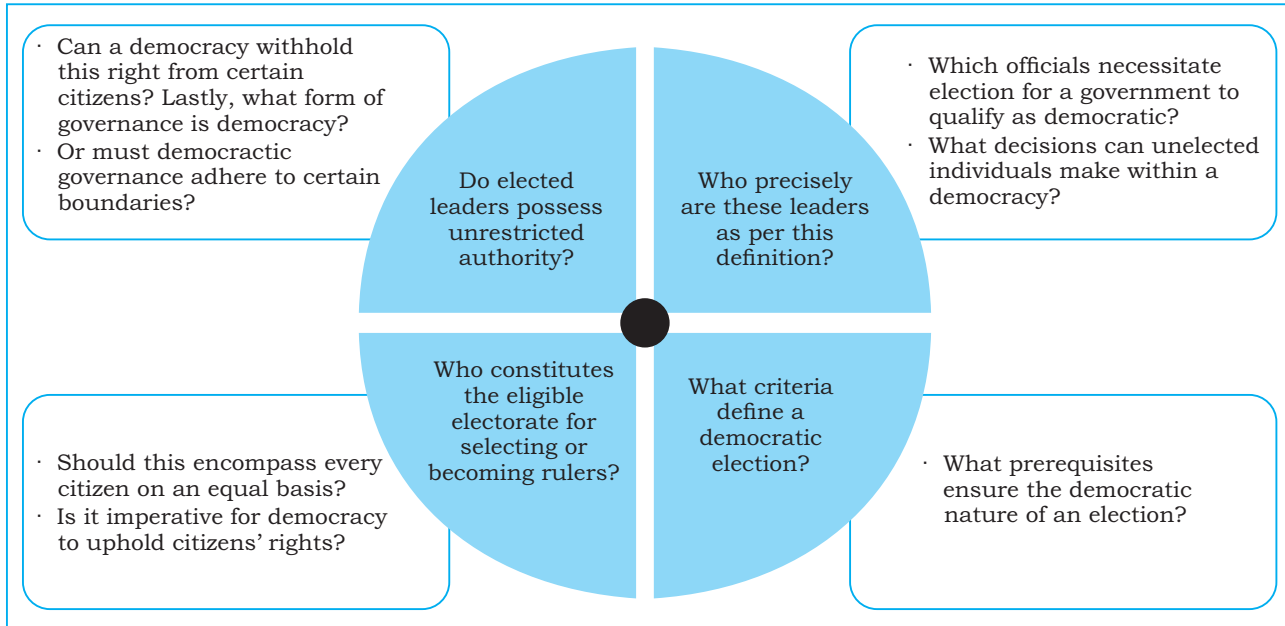 · Can a democracy withhold
this right from certain
citizens? Lastly, what form of
governance is democracy?
· Or must democractic
governance adhere to certain
boundaries?
Do elected
leaders possess
unrestricted
authority?
Who precisely
are these leaders
as per this
definition?
· Which officials necessitate
election for a government to
qualify as democratic?
· What decisions can unelected
individuals make within a
democracy?
· Should this encompass every
citizen on an equal basis?
· Is it imperative for democracy
to uphold citizens’ rights?
Who constitutes
the eligible
electorate for
selecting or
becoming rulers?
What criteria
define a
democratic
election?
· What prerequisites
ensure the democratic
nature of an election?